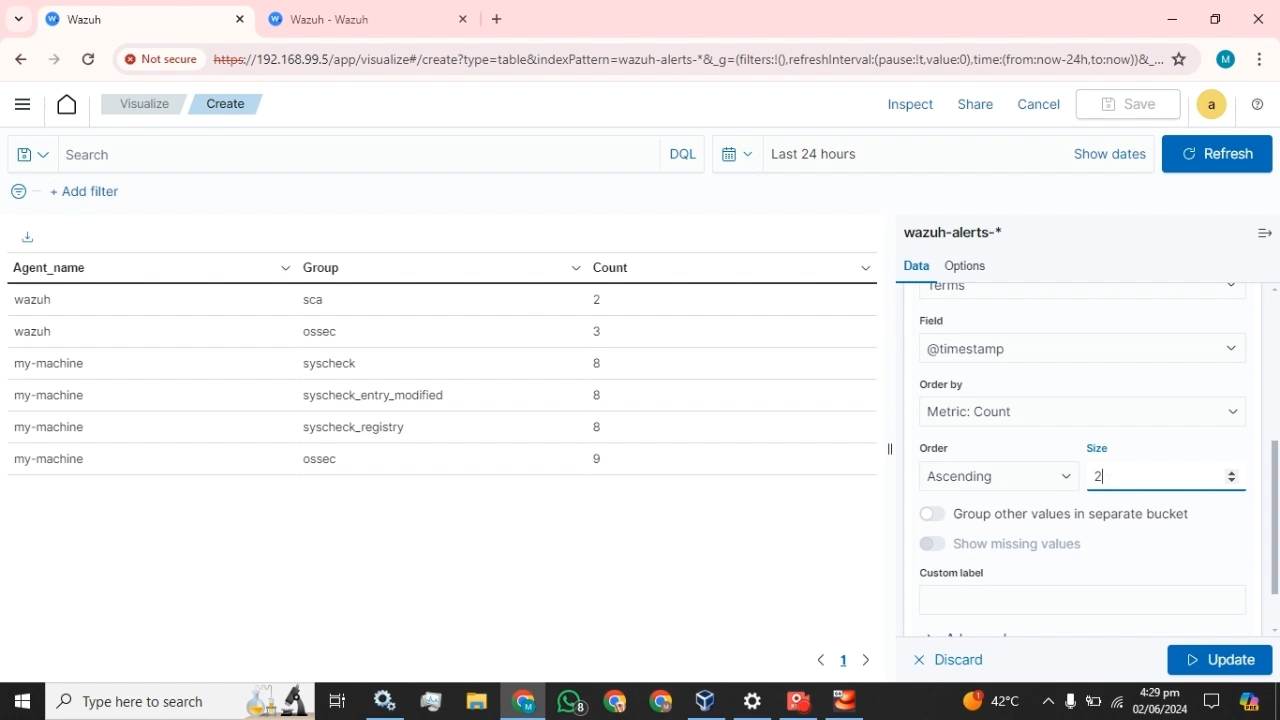 Wazuh
Wazuh - Wazuh
Not secure
https://192.168.99.5/app/visualize#/create?type=table&indexPattern=wazuh-alerts-*&_g=(filters:!(),refreshInterval:(pause:!t,value:0),time:(from:now-24h,to:now))&_...
M
Visualize
Create
Inspect
Share
Cancel
Save
a
Search
DQL
Last 24 hours
Show dates
Refresh
+ Add filter
wazuh-alerts-*
Data
Options
Agent_name
Group
Count
wazuh
sca
2
wazuh
ossec
3
my-machine
syscheck
8
my-machine
syscheck_entry_modified
8
my-machine
syscheck_registry
8
my-machine
ossec
9
1
Terms
Field
@timestamp
Order by
Metric: Count
Order
Size
Ascending
2
Group other values in separate bucket
Show missing values
Custom label
Discard
Update
Type here to search
8
1
42°C
4:29 pm
02/06/2024